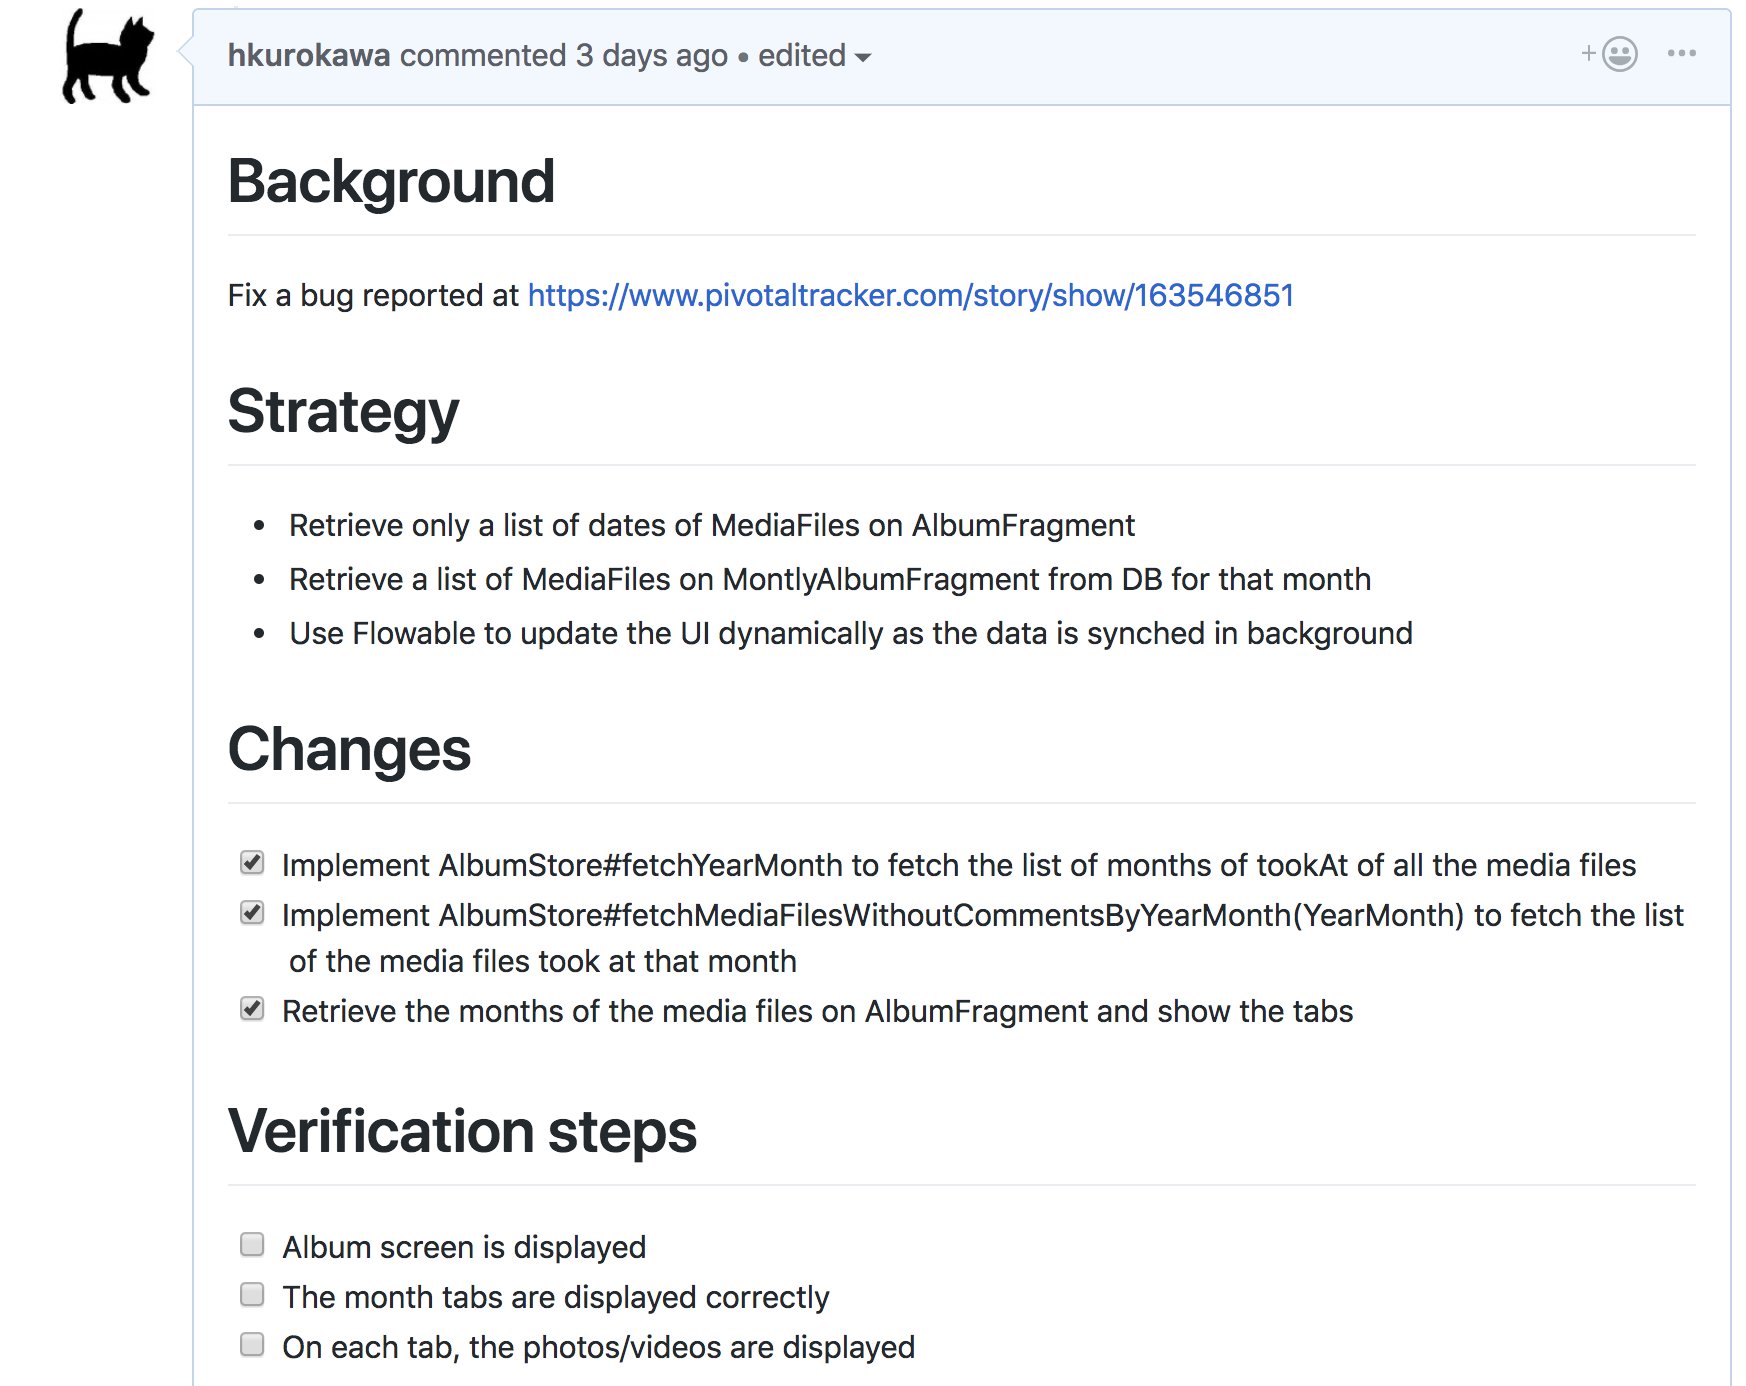 hkurokawa commented 3 days ago • edited
Background
Fix a bug reported at https://www.pivotaltracker.com/story/show/163546851
Strategy
• Retrieve only a list of dates of MediaFiles on AlbumFragment
• Retrieve a list of MediaFiles on MontlyAlbumFragment from DB for that month
• Use Flowable to update the UI dynamically as the data is synched in background
Changes
Implement AlbumStore#fetchYearMonth to fetch the list of months of tookAt of all the media files
Implement AlbumStore#fetchMediaFilesWithoutCommentsByYearMonth(YearMonth) to fetch the list
of the media files took at that month
Retrieve the months of the media files on AlbumFragment and show the tabs
Verification steps
Album screen is displayed
The month tabs are displayed correctly
On each tab, the photos/videos are displayed